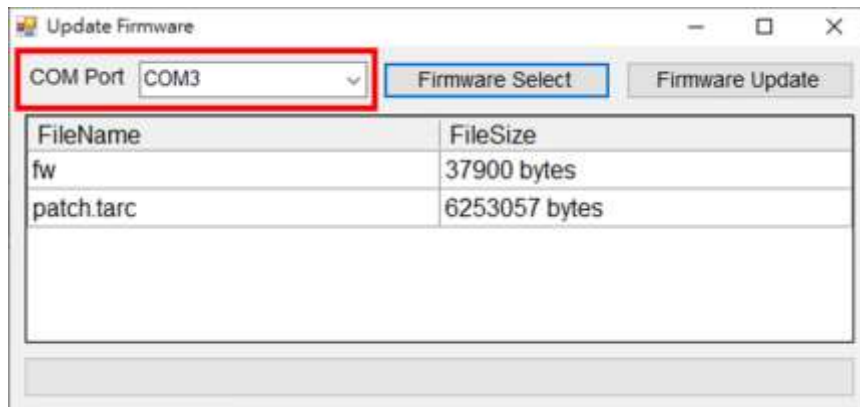 Update Firmware
COM Port COM3 Firmware Select Firmware Update
FileName FileSize
fw 37900 bytes
patch.tarc 6253057 bytes